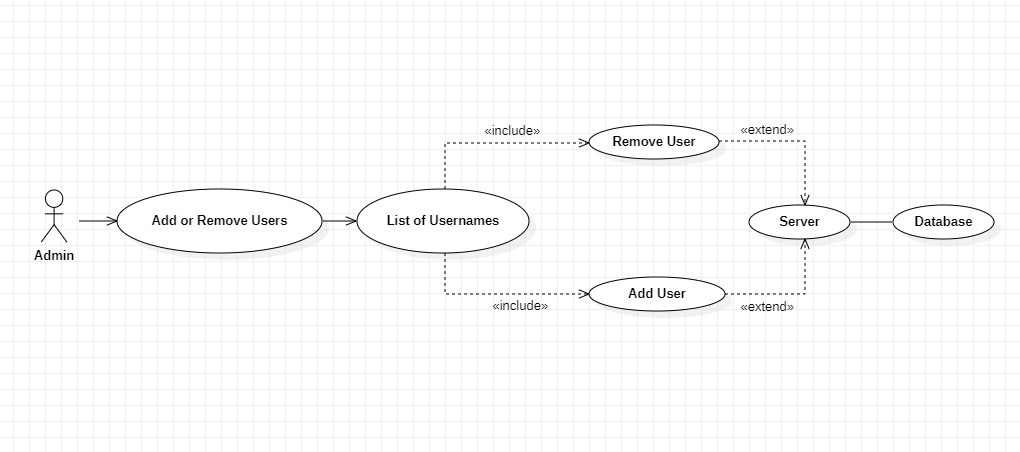 «include»
Remove User
«extend»
Add or Remove Users
List of Usernames
Server
Database
Admin
«include»
Add User
«extend»